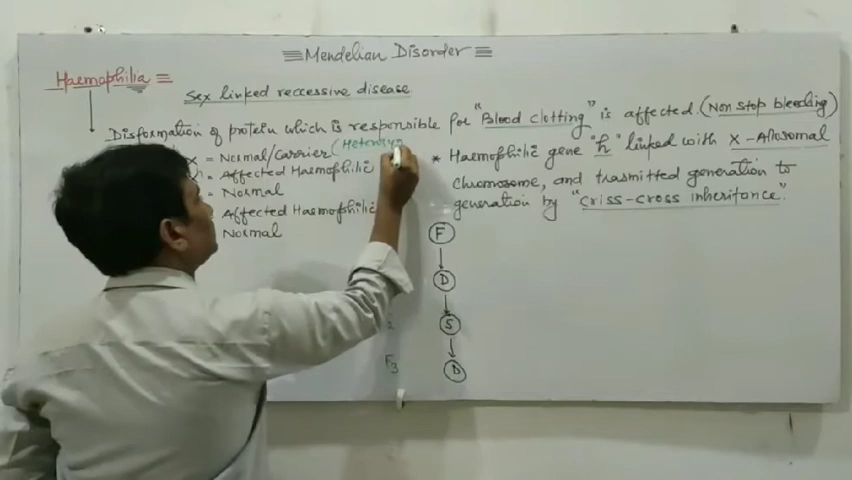 Mendelian Disorder
Haemophilia
Sex linked reccessive disease
Disformation of protein which is responsible for "Blood clotting" is affected. (Non stop bleeding)
= Normal/Carrier (Heterozy
= Affected Haemophilic
= Normal
= Affected Haemophilic
Normal
* Haemophilic gene "h" linked with X-Allosomal
chromosome, and trasmitted generation to
generation by "criss-cross inheritance".
F
D
S
F3
D